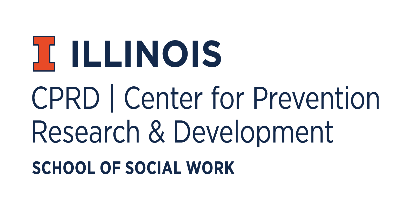 I ILLINOIS
CPRD | Center for Prevention
Research & Development
SCHOOL OF SOCIAL WORK